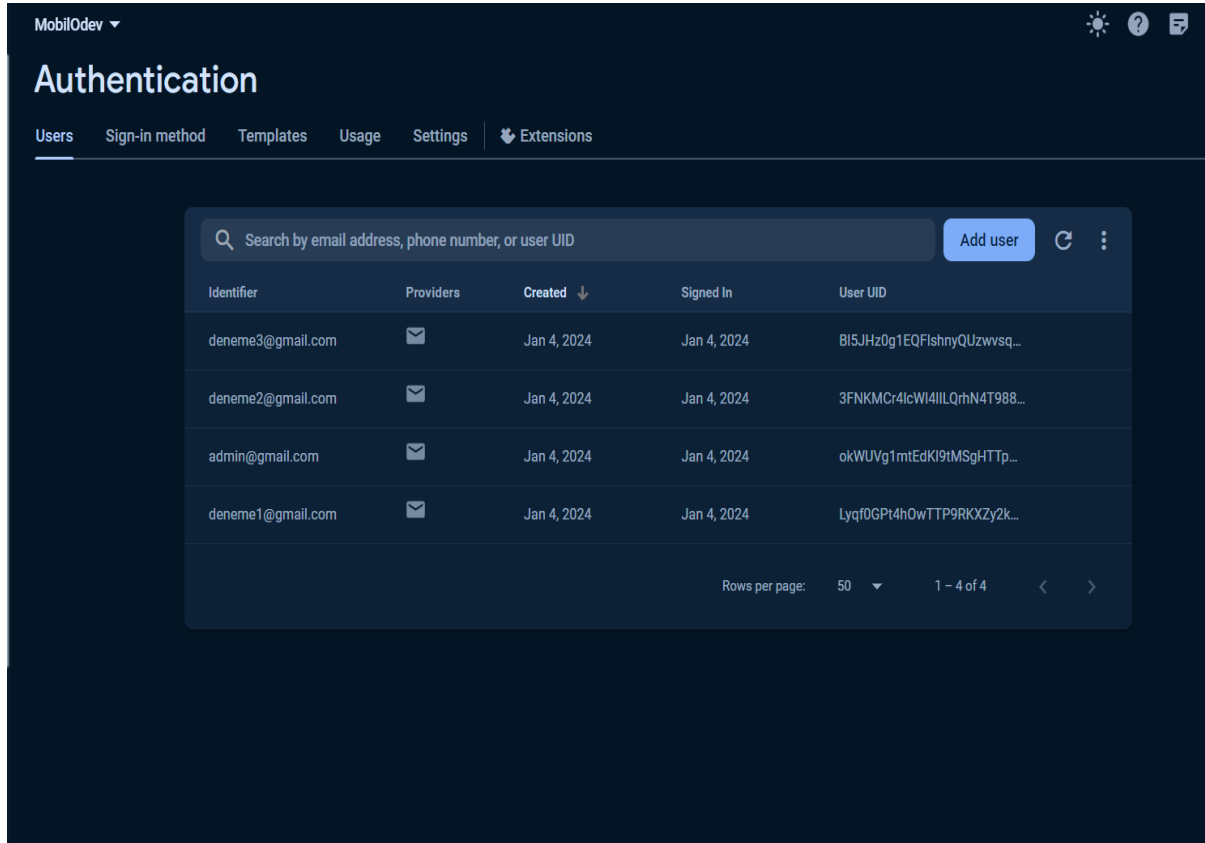 MobilOdev
Authentication
Users Sign-in method Templates Usage Settings Extensions
Search by email address, phone number, or user UID Add user
Identifier Providers Created Signed In User UID
deneme3@gmail.com Jan 4, 2024 Jan 4, 2024 BI5JHz0g1EQFIshnyQUzwvsq...
deneme2@gmail.com Jan 4, 2024 Jan 4, 2024 3FNKMCr4IcWI4IILQrhN4T988...
admin@gmail.com Jan 4, 2024 Jan 4, 2024 okWUVg1mtEdKI9tMSgHTTp...
deneme1@gmail.com Jan 4, 2024 Jan 4, 2024 Lyqf0GPt4hOwTTP9RKXZy2k...
Rows per page: 50 1 – 4 of 4